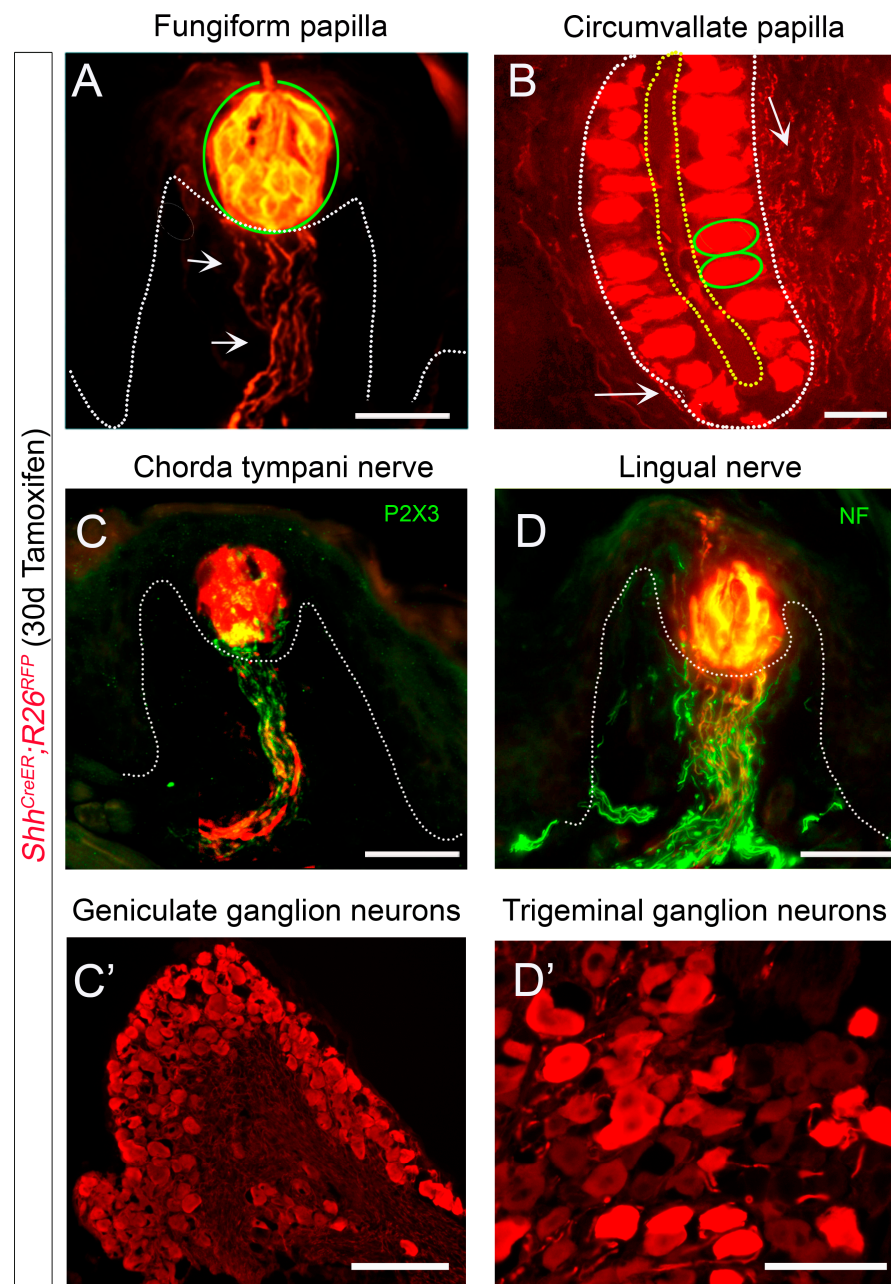 Fungiform papilla
Circumvallate papilla
A
B
Chorda tympani nerve
Lingual nerve
C
P2X3
D
NF
Geniculate ganglion neurons
Trigeminal ganglion neurons
C’
D’
Shh^CreER;R26^RFP (30d Tamoxifen)